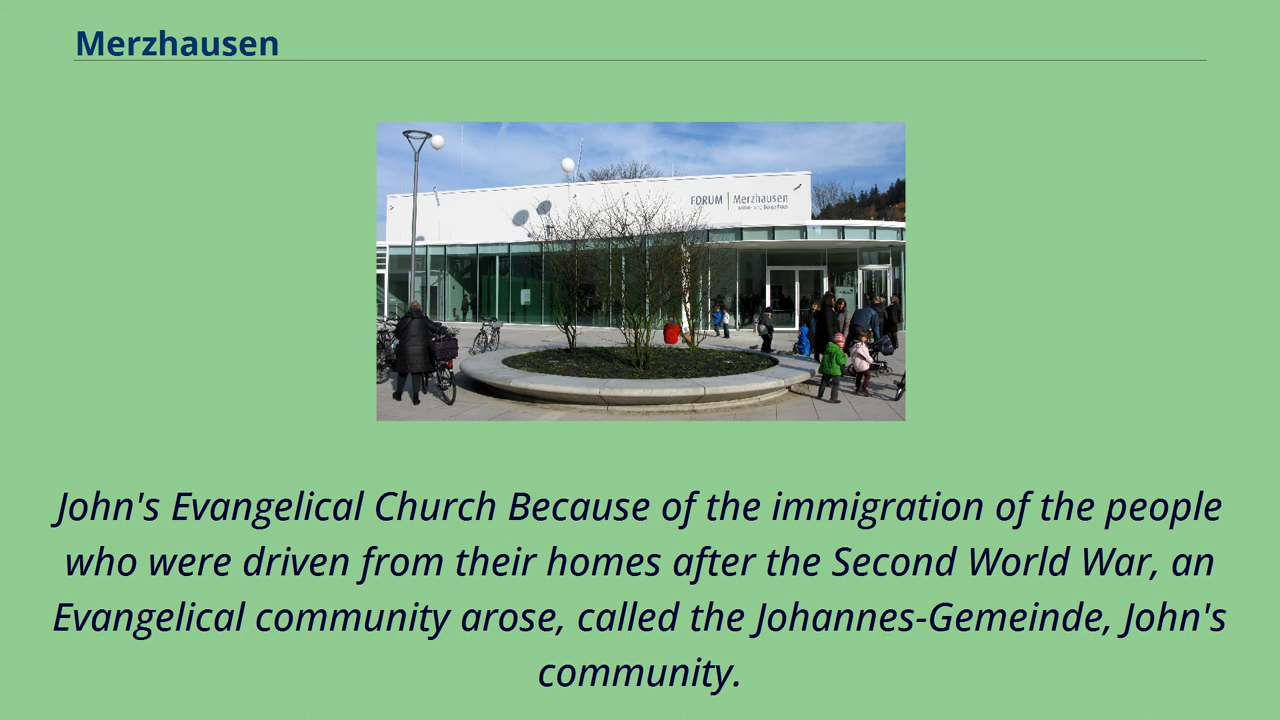 Merzhausen
FORUM | Merzhausen
John's Evangelical Church Because of the immigration of the people
who were driven from their homes after the Second World War, an
Evangelical community arose, called the Johannes-Gemeinde, John's
community.